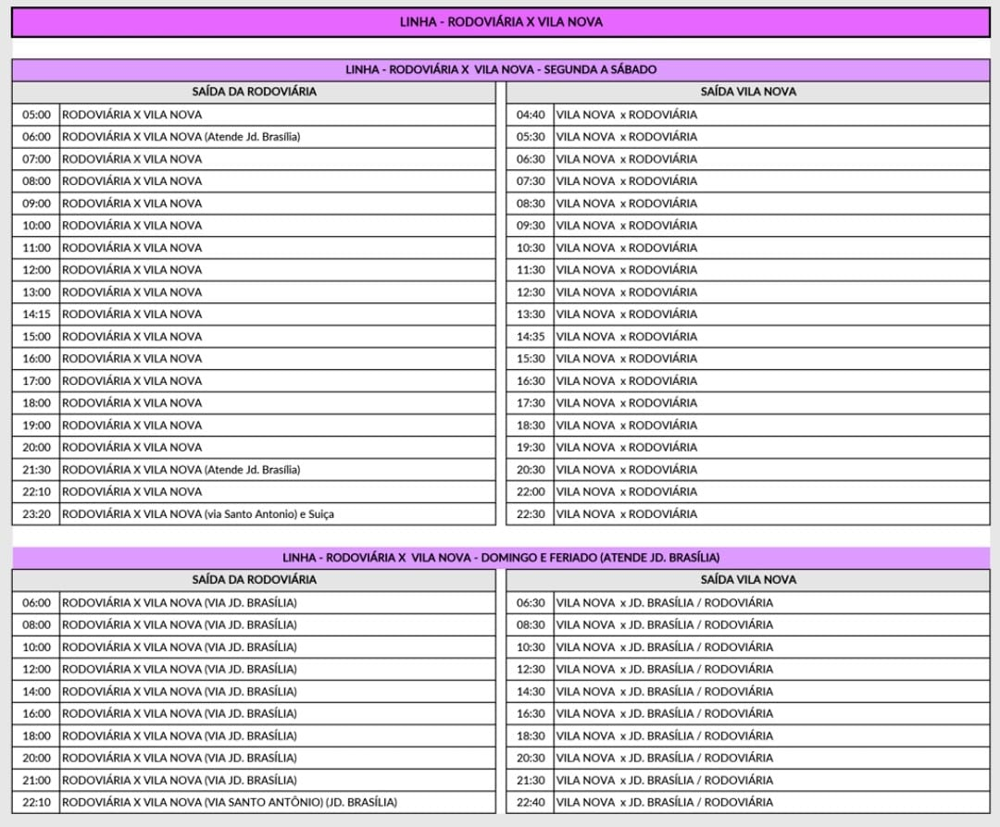 LINHA - RODOVIÁRIA X VILA NOVA
LINHA - RODOVIÁRIA X VILA NOVA - SEGUNDA A SÁBADO
SAÍDA DA RODOVIÁRIA SAÍDA VILA NOVA
05:00 RODOVIÁRIA X VILA NOVA 04:40 VILA NOVA x RODOVIÁRIA
06:00 RODOVIÁRIA X VILA NOVA (Atende Jd. Brasília) 05:30 VILA NOVA x RODOVIÁRIA
07:00 RODOVIÁRIA X VILA NOVA 06:30 VILA NOVA x RODOVIÁRIA
08:00 RODOVIÁRIA X VILA NOVA 07:30 VILA NOVA x RODOVIÁRIA
09:00 RODOVIÁRIA X VILA NOVA 08:30 VILA NOVA x RODOVIÁRIA
10:00 RODOVIÁRIA X VILA NOVA 09:30 VILA NOVA x RODOVIÁRIA
11:00 RODOVIÁRIA X VILA NOVA 10:30 VILA NOVA x RODOVIÁRIA
12:00 RODOVIÁRIA X VILA NOVA 11:30 VILA NOVA x RODOVIÁRIA
13:00 RODOVIÁRIA X VILA NOVA 12:30 VILA NOVA x RODOVIÁRIA
14:15 RODOVIÁRIA X VILA NOVA 13:30 VILA NOVA x RODOVIÁRIA
15:00 RODOVIÁRIA X VILA NOVA 14:35 VILA NOVA x RODOVIÁRIA
16:00 RODOVIÁRIA X VILA NOVA 15:30 VILA NOVA x RODOVIÁRIA
17:00 RODOVIÁRIA X VILA NOVA 16:30 VILA NOVA x RODOVIÁRIA
18:00 RODOVIÁRIA X VILA NOVA 17:30 VILA NOVA x RODOVIÁRIA
19:00 RODOVIÁRIA X VILA NOVA 18:30 VILA NOVA x RODOVIÁRIA
20:00 RODOVIÁRIA X VILA NOVA 19:30 VILA NOVA x RODOVIÁRIA
21:30 RODOVIÁRIA X VILA NOVA (Atende Jd. Brasília) 20:30 VILA NOVA x RODOVIÁRIA
22:10 RODOVIÁRIA X VILA NOVA 22:00 VILA NOVA x RODOVIÁRIA
23:20 RODOVIÁRIA X VILA NOVA (via Santo Antonio) e Suiça 22:30 VILA NOVA x RODOVIÁRIA
LINHA - RODOVIÁRIA X VILA NOVA - DOMINGO E FERIADO (ATENDE JD. BRASÍLIA)
SAÍDA DA RODOVIÁRIA SAÍDA VILA NOVA
06:00 RODOVIÁRIA X VILA NOVA (VIA JD. BRASÍLIA) 06:30 VILA NOVA x JD. BRASÍLIA / RODOVIÁRIA
08:00 RODOVIÁRIA X VILA NOVA (VIA JD. BRASÍLIA) 08:30 VILA NOVA x JD. BRASÍLIA / RODOVIÁRIA
10:00 RODOVIÁRIA X VILA NOVA (VIA JD. BRASÍLIA) 10:30 VILA NOVA x JD. BRASÍLIA / RODOVIÁRIA
12:00 RODOVIÁRIA X VILA NOVA (VIA JD. BRASÍLIA) 12:30 VILA NOVA x JD. BRASÍLIA / RODOVIÁRIA
14:00 RODOVIÁRIA X VILA NOVA (VIA JD. BRASÍLIA) 14:30 VILA NOVA x JD. BRASÍLIA / RODOVIÁRIA
16:00 RODOVIÁRIA X VILA NOVA (VIA JD. BRASÍLIA) 16:30 VILA NOVA x JD. BRASÍLIA / RODOVIÁRIA
18:00 RODOVIÁRIA X VILA NOVA (VIA JD. BRASÍLIA) 18:30 VILA NOVA x JD. BRASÍLIA / RODOVIÁRIA
20:00 RODOVIÁRIA X VILA NOVA (VIA JD. BRASÍLIA) 20:30 VILA NOVA x JD. BRASÍLIA / RODOVIÁRIA
21:00 RODOVIÁRIA X VILA NOVA (VIA JD. BRASÍLIA) 21:30 VILA NOVA x JD. BRASÍLIA / RODOVIÁRIA
22:10 RODOVIÁRIA X VILA NOVA (VIA SANTO ANTÔNIO) (JD. BRASÍLIA) 22:40 VILA NOVA x JD. BRASÍLIA / RODOVIÁRIA